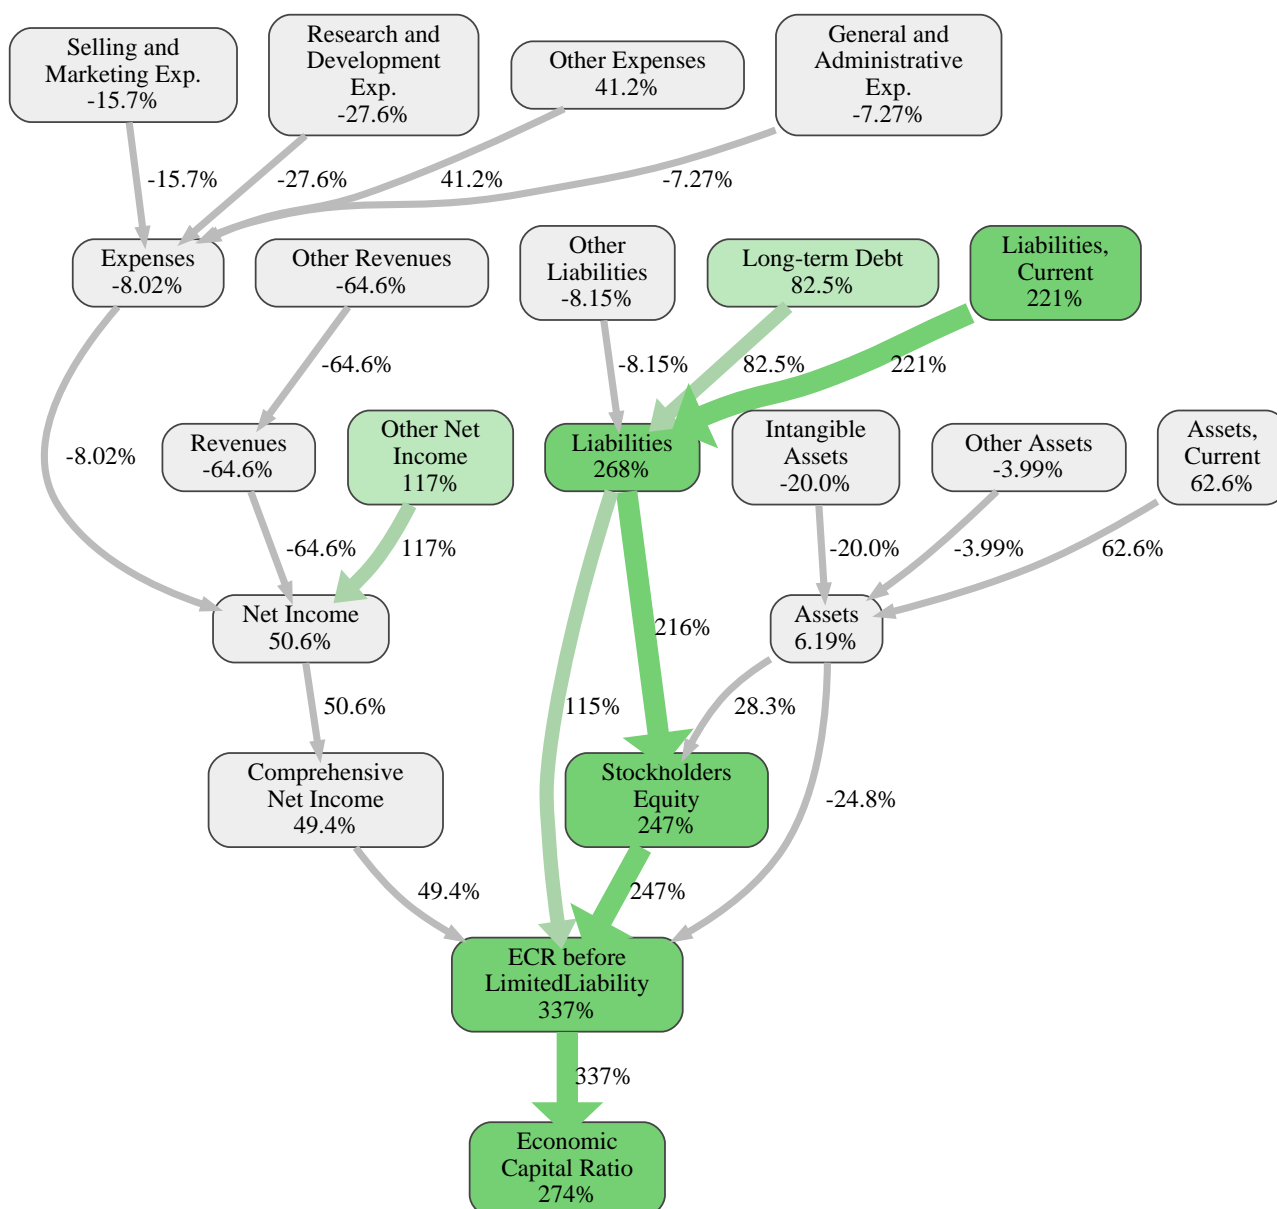 Selling and
Marketing Exp.
-15.7%
Research and
Development
Exp.
-27.6%
Other Expenses
41.2%
General and
Administrative
Exp.
-7.27%
-15.7%
-27.6%
41.2%
-7.27%
Expenses
-8.02%
Other Revenues
-64.6%
Other
Liabilities
-8.15%
Long-term Debt
82.5%
Liabilities,
Current
221%
-64.6%
-8.15%
82.5%
221%
-8.02%
Revenues
-64.6%
Other Net
Income
117%
Liabilities
268%
Intangible
Assets
-20.0%
Other Assets
-3.99%
Assets,
Current
62.6%
-64.6%
117%
-20.0%
-3.99%
62.6%
Net Income
50.6%
216%
Assets
6.19%
50.6%
115%
28.3%
-24.8%
Comprehensive
Net Income
49.4%
Stockholders
Equity
247%
49.4%
247%
ECR before
LimitedLiability
337%
337%
Economic
Capital Ratio
274%